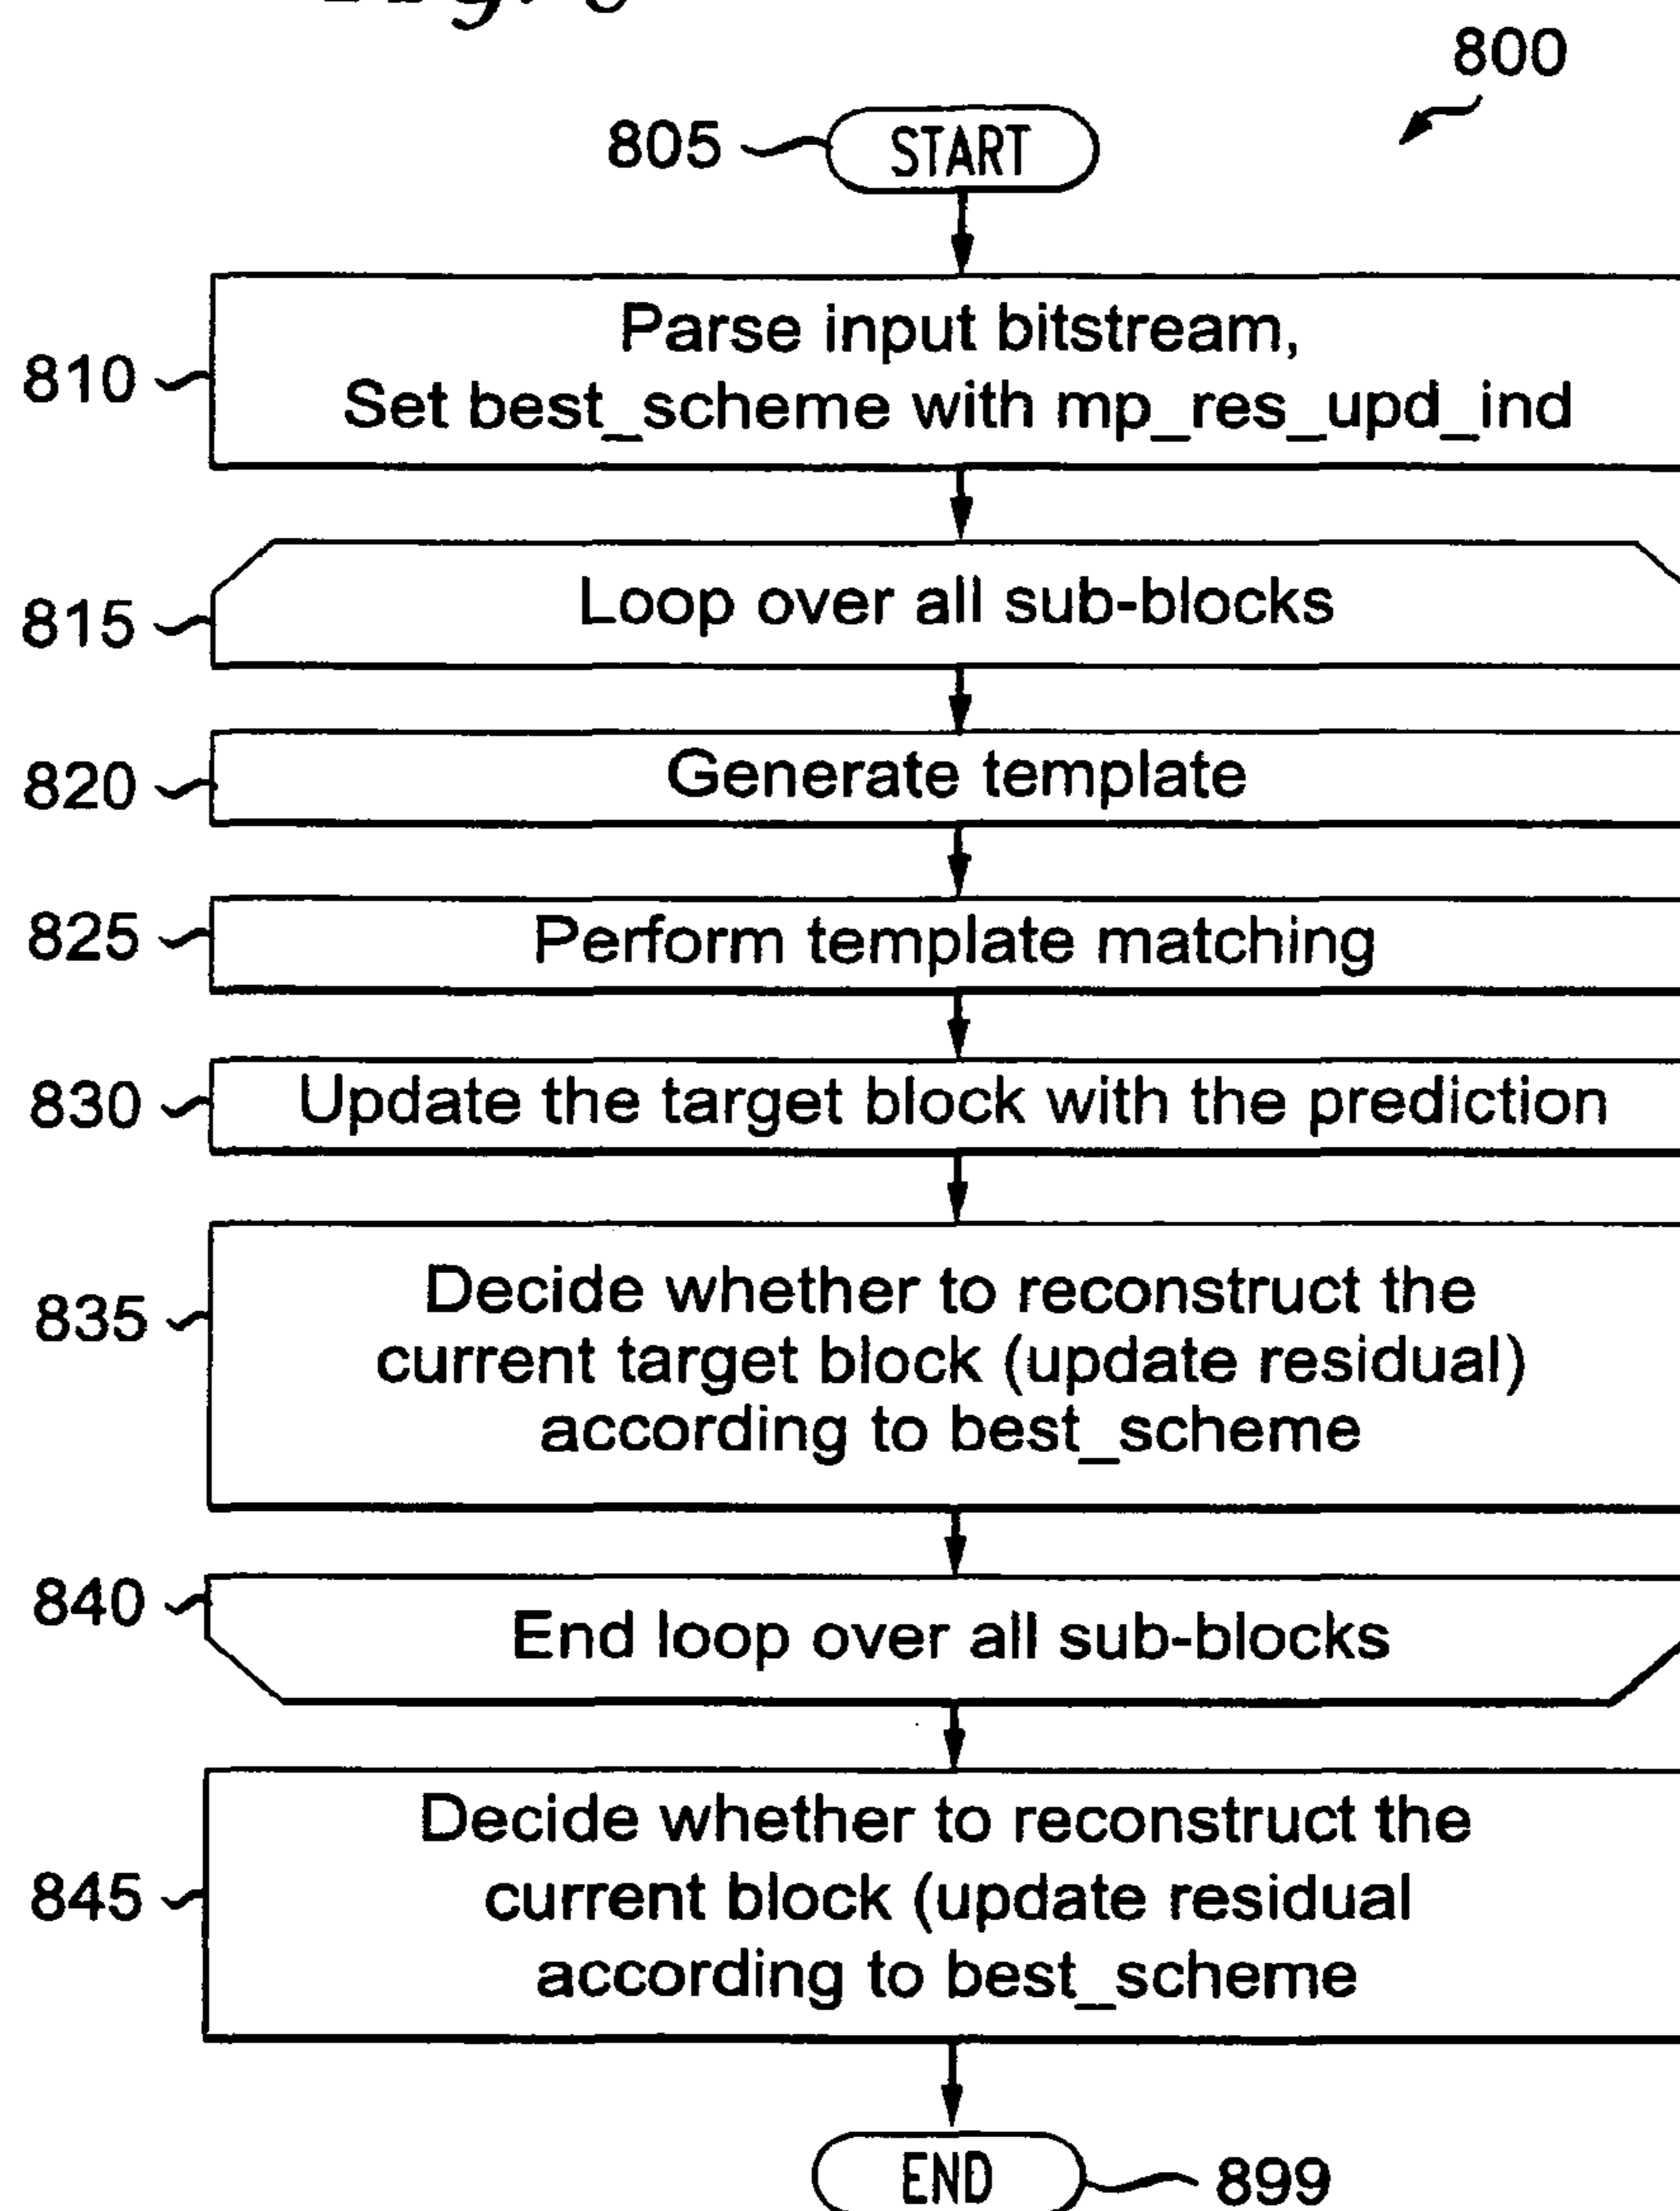 800
805 START
810 Parse input bitstream,
Set best_scheme with mp_res_upd_ind
815 Loop over all sub-blocks
820 Generate template
825 Perform template matching
830 Update the target block with the prediction
835 Decide whether to reconstruct the
current target block (update residual)
according to best_scheme
840 End loop over all sub-blocks
845 Decide whether to reconstruct the
current block (update residual
according to best_scheme
END 899